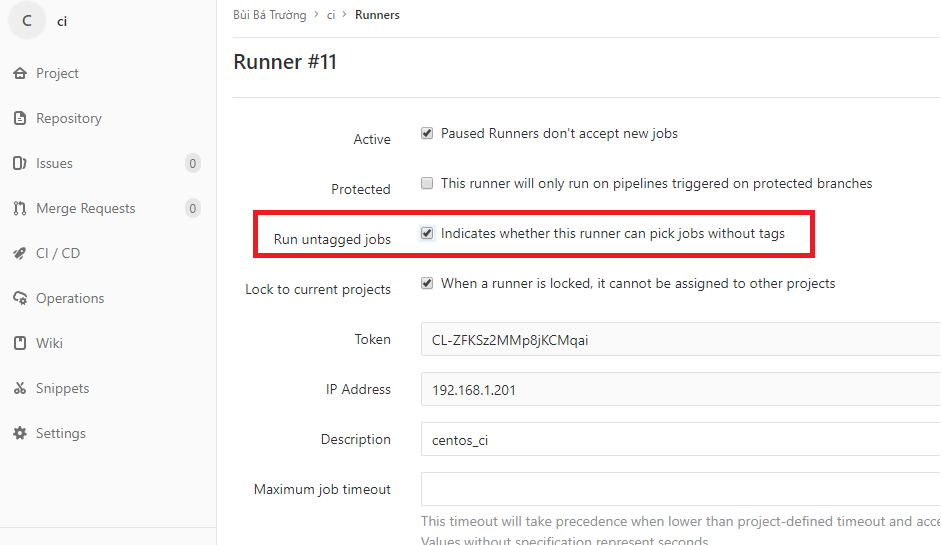 C ci
Bùi Bá Trường > ci > Runners
Project
Repository
Issues 0
Merge Requests 0
CI / CD
Operations
Wiki
Snippets
Settings
Runner #11
Active Paused Runners don't accept new jobs
Protected This runner will only run on pipelines triggered on protected branches
Run untagged jobs Indicates whether this runner can pick jobs without tags
Lock to current projects When a runner is locked, it cannot be assigned to other projects
Token CL-ZFKSz2MMp8jKCMqai
IP Address 192.168.1.201
Description centos_ci
Maximum job timeout
This timeout will take precedence when lower than project-defined timeout and acce
Values without specification represent seconds.